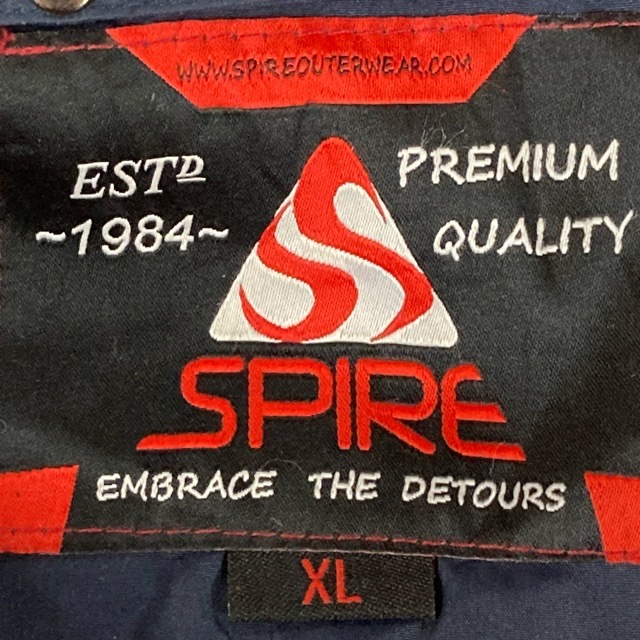 WWW.SPIREOUTERWEAR.COM
ESTD
~1984~
PREMIUM
QUALITY
SPIRE
EMBRACE THE DETOURS
XL